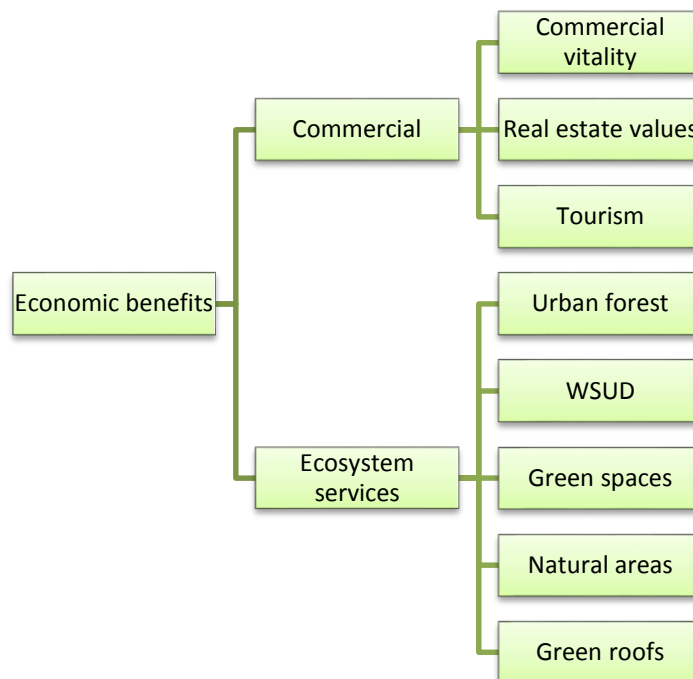 Commercial
vitality
Commercial
Real estate values
Tourism
Economic benefits
Urban forest
WSUD
Ecosystem
services
Green spaces
Natural areas
Green roofs